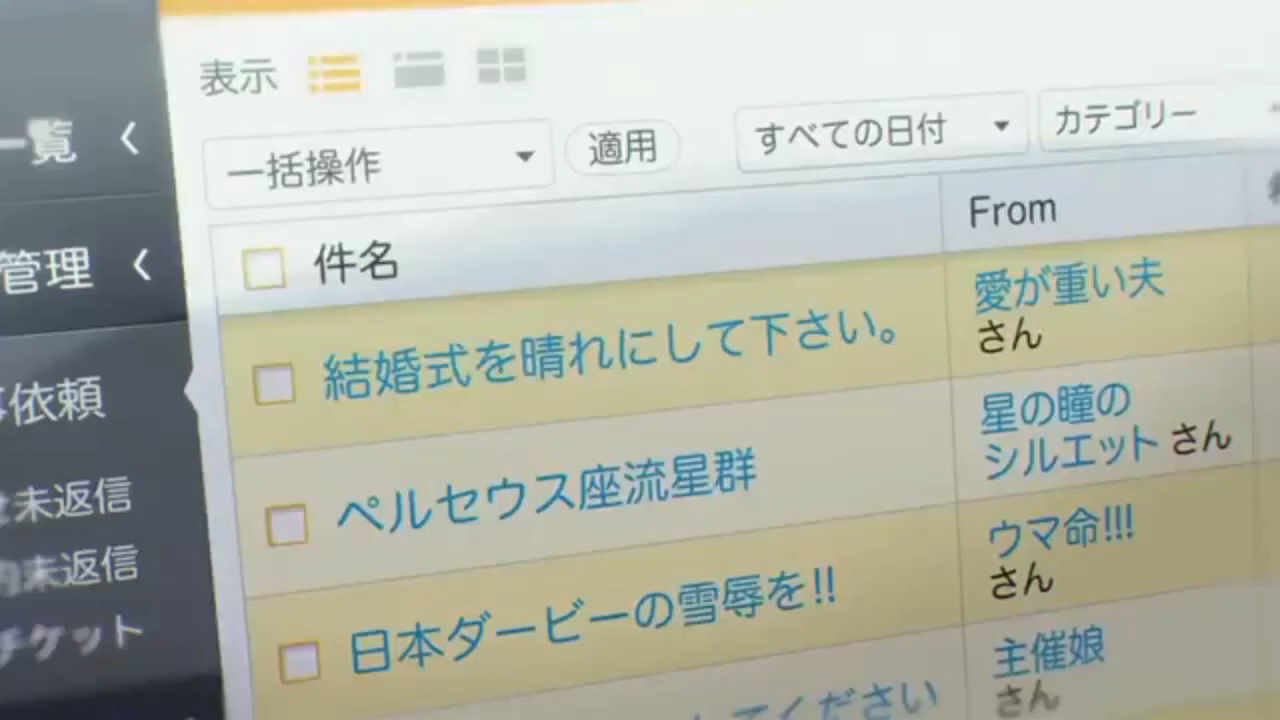 表示
一括操作
適用
すべての日付
カテゴリー
件名
From
結婚式を晴れにして下さい。
愛が重い夫
さん
ペルセウス座流星群
星の瞳の
シルエット さん
日本ダービーの雪辱を!!
ウマ命!!!
さん
てください
主催娘
さん
一覧
管理
依頼
未返信
未返信
チケット